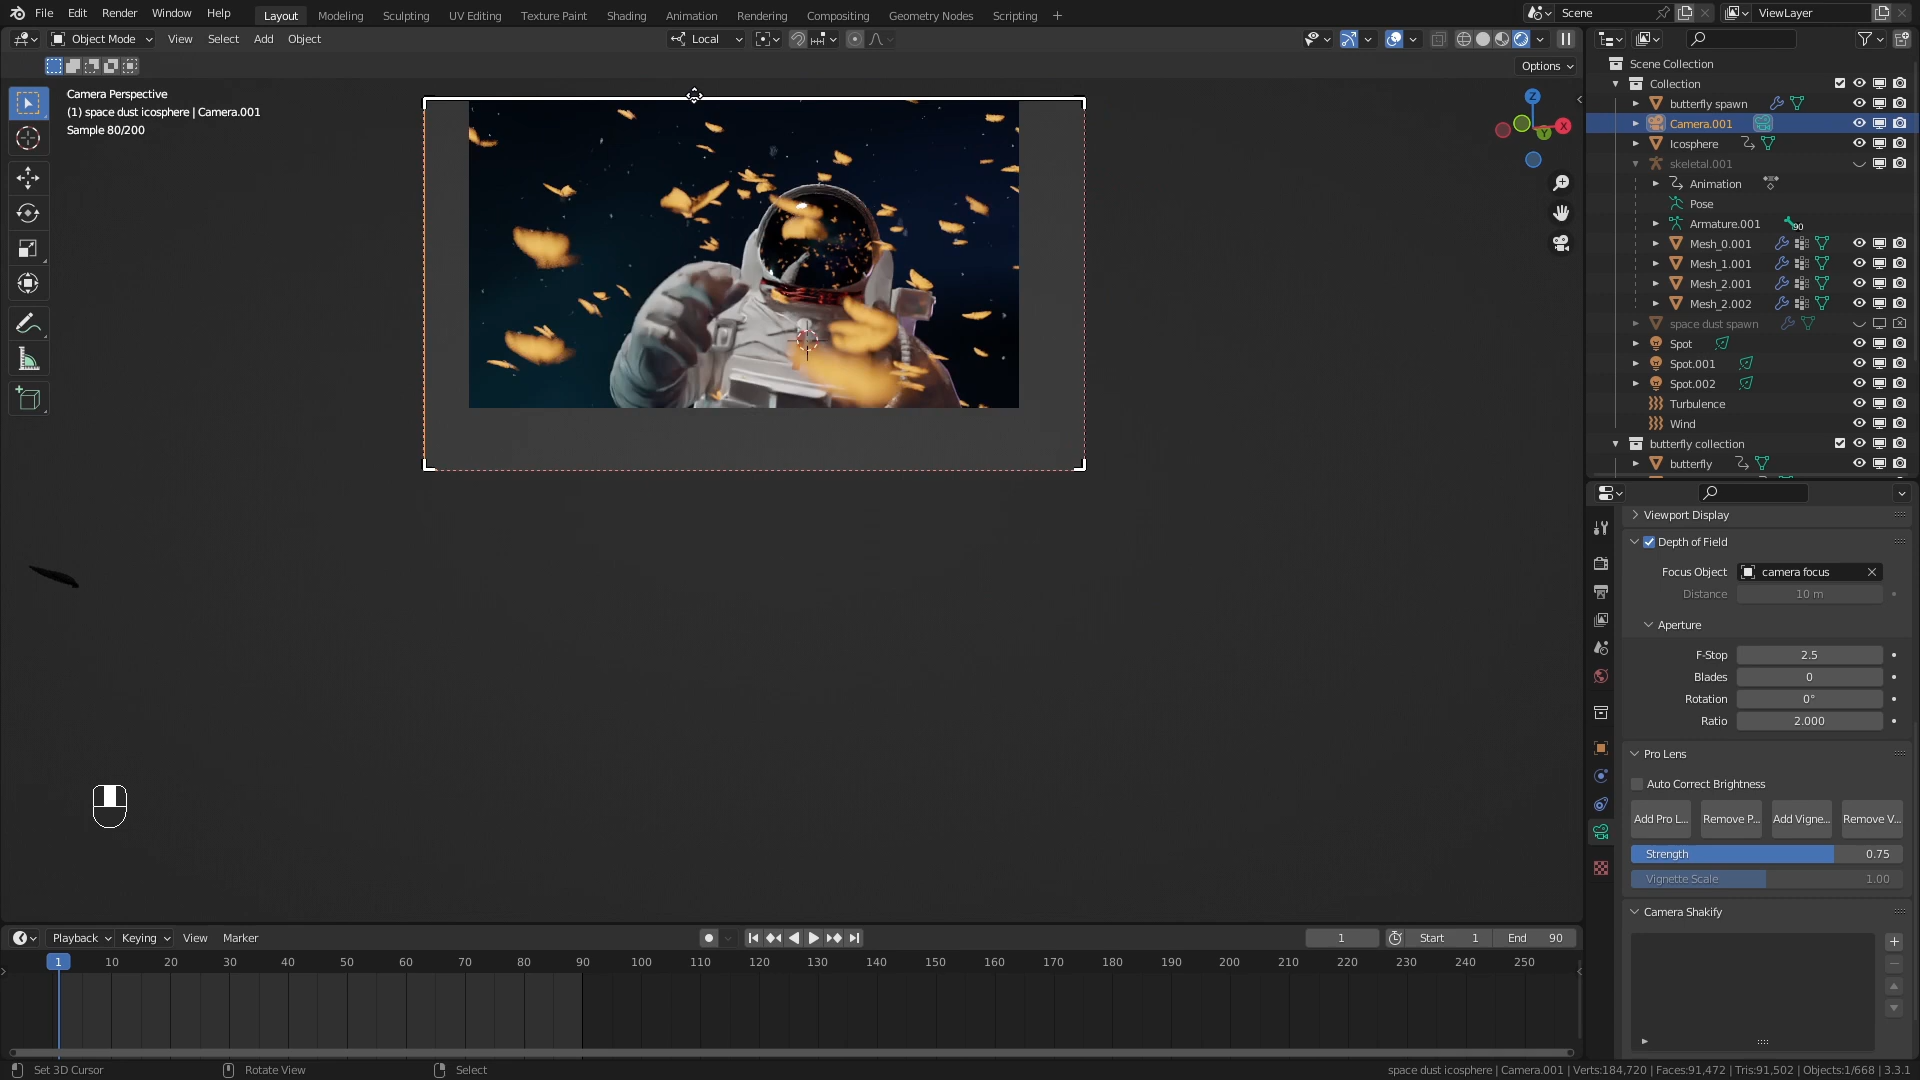 File Edit Render Window Help Layout Modeling Sculpting UV Editing Texture Paint Shading Animation Rendering Compositing Geometry Nodes Scripting Scene ViewLayer
Object Mode View Select Add Object Local
Options
Camera Perspective
(1) space dust icosphere | Camera.001
Sample 80/200
Z
X
Y
Scene Collection
Collection
butterfly spawn
Camera.001
Icosphere
skeletal.001
Animation
Pose
Armature.001 90
Mesh_0.001
Mesh_1.001
Mesh_2.001
Mesh_2.002
space dust spawn
Spot
Spot.001
Spot.002
Turbulence
Wind
butterfly collection
butterfly
Viewport Display
Depth of Field
Focus Object camera focus
Distance 10 m
Aperture
F-Stop 2.5
Blades 0
Rotation 0°
Ratio 2.000
Pro Lens
Auto Correct Brightness
Add Pro L... Remove P... Add Vigne... Remove V...
Strength 0.75
Vignette Scale 1.00
Camera Shakify
Playback Keying View Marker 1 Start 1 End 90
1 10 20 30 40 50 60 70 80 90 100 110 120 130 140 150 160 170 180 190 200 210 220 230 240 250
Set 3D Cursor Rotate View Select space dust icosphere | Camera.001 | Verts:184,720 | Faces:91,472 | Tris:91,502 | Objects:1/668 | 3.3.1